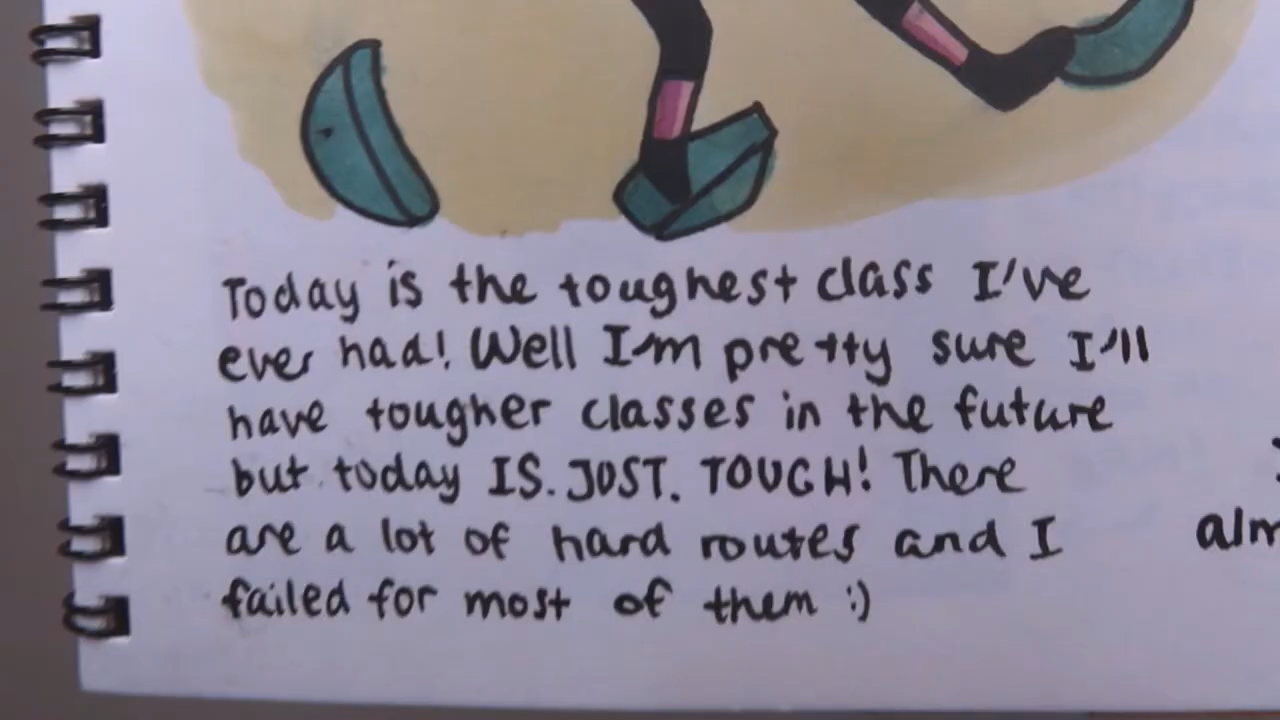 Today is the toughest class I've
ever had! Well I'm pretty sure I'll
have tougher classes in the future
but today IS. JUST. TOUGH! There
are a lot of hard routes and I
failed for most of them :)